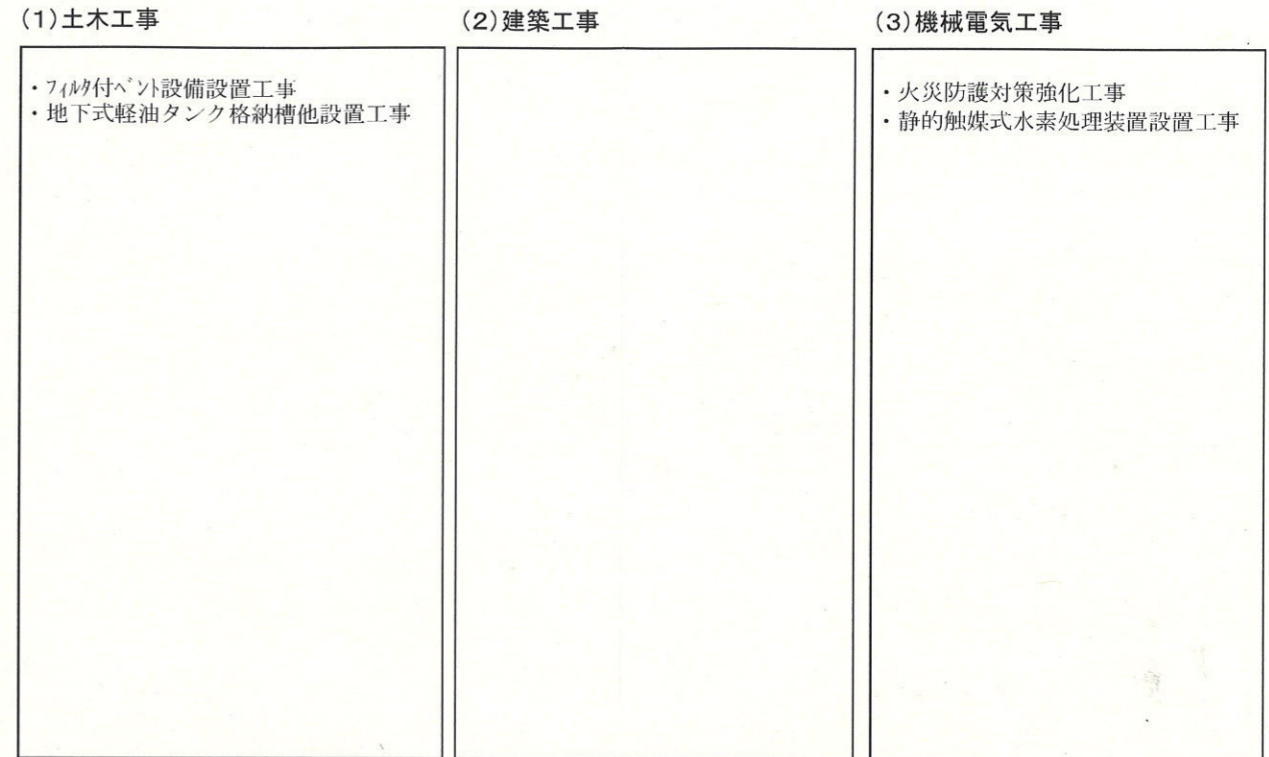 (1)土木工事
・フィルタ付ベント設備設置工事
・地下式軽油タンク格納槽他設置工事
(2)建築工事
(3)機械電気工事
・火災防護対策強化工事
・静的触媒式水素処理装置設置工事